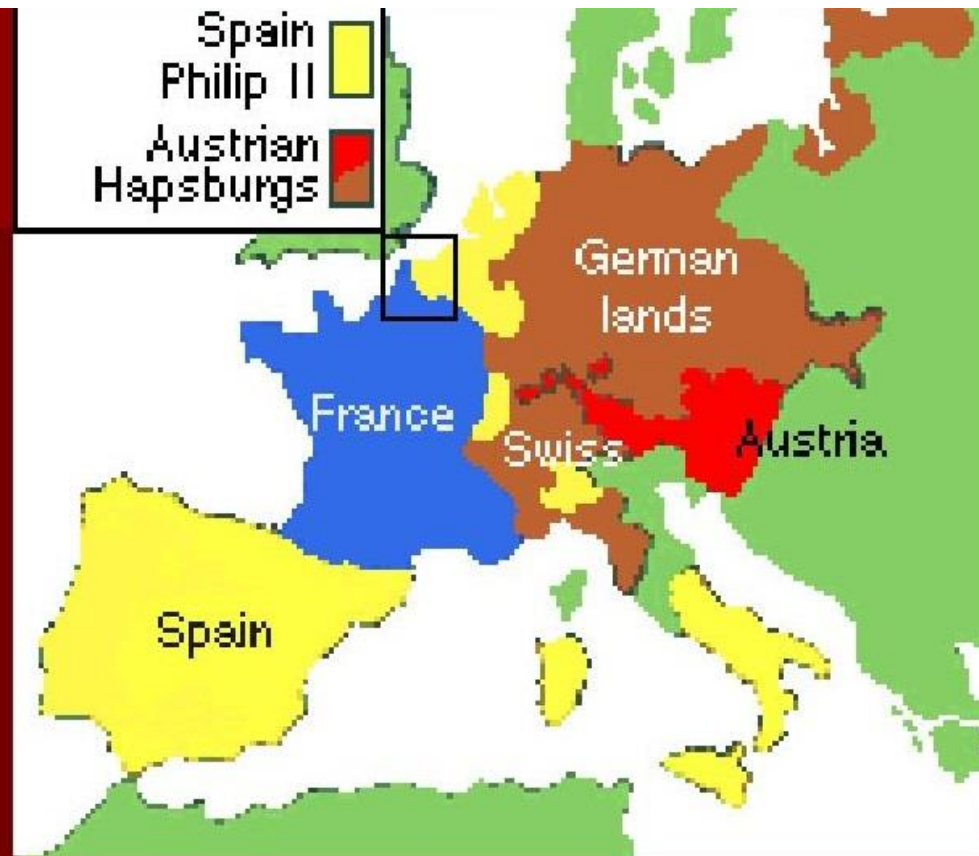 Spain
Philip II
Austrian
Hapsburgs
German
lands
France
Swiss
Austria
Spain